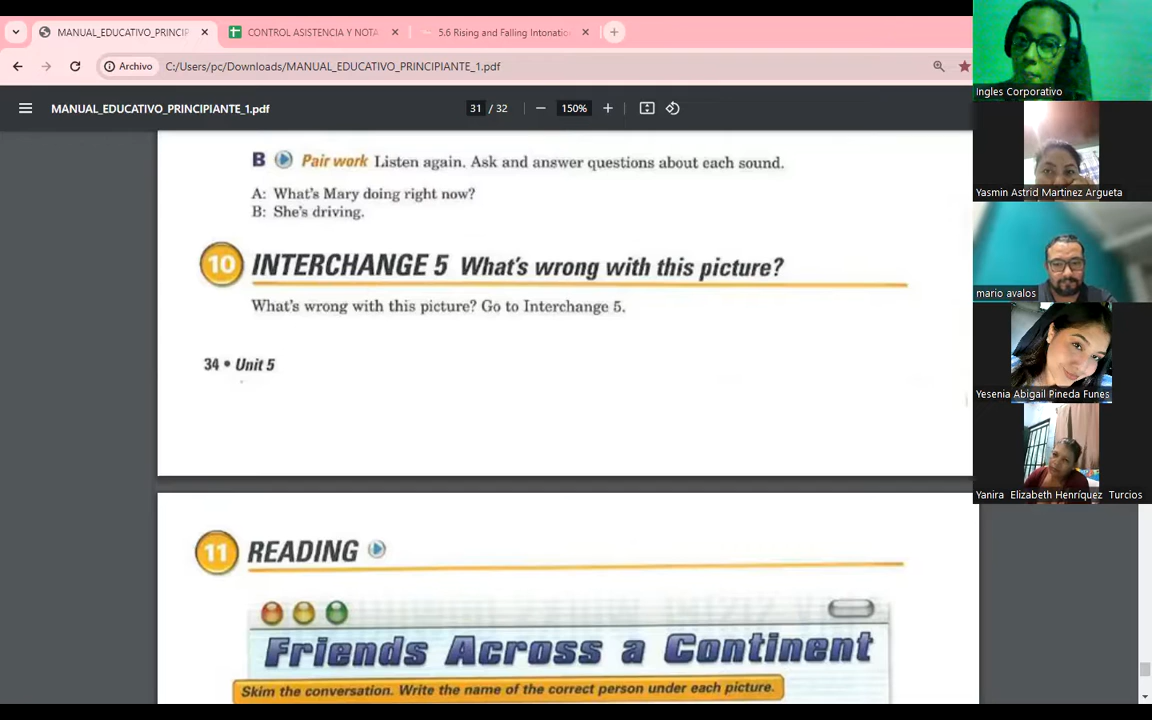 MANUAL_EDUCATIVO_PRINCIP
CONTROL ASISTENCIA Y NOTA
5.6 Rising and Falling Intonatio
Archivo
C:/Users/pc/Downloads/MANUAL_EDUCATIVO_PRINCIPIANTE_1.pdf
MANUAL_EDUCATIVO_PRINCIPIANTE_1.pdf
31 / 32
150%
B Pair work Listen again. Ask and answer questions about each sound.
A: What's Mary doing right now?
B: She's driving.
10 INTERCHANGE 5 What's wrong with this picture?
What's wrong with this picture? Go to Interchange 5.
34 • Unit 5
11 READING
Friends Across a Continent
Skim the conversation. Write the name of the correct person under each picture.
Ingles Corporativo
Yasmin Astrid Martinez Argueta
mario avalos
Yesenia Abigail Pineda Funes
Yanira Elizabeth Henríquez Turcios